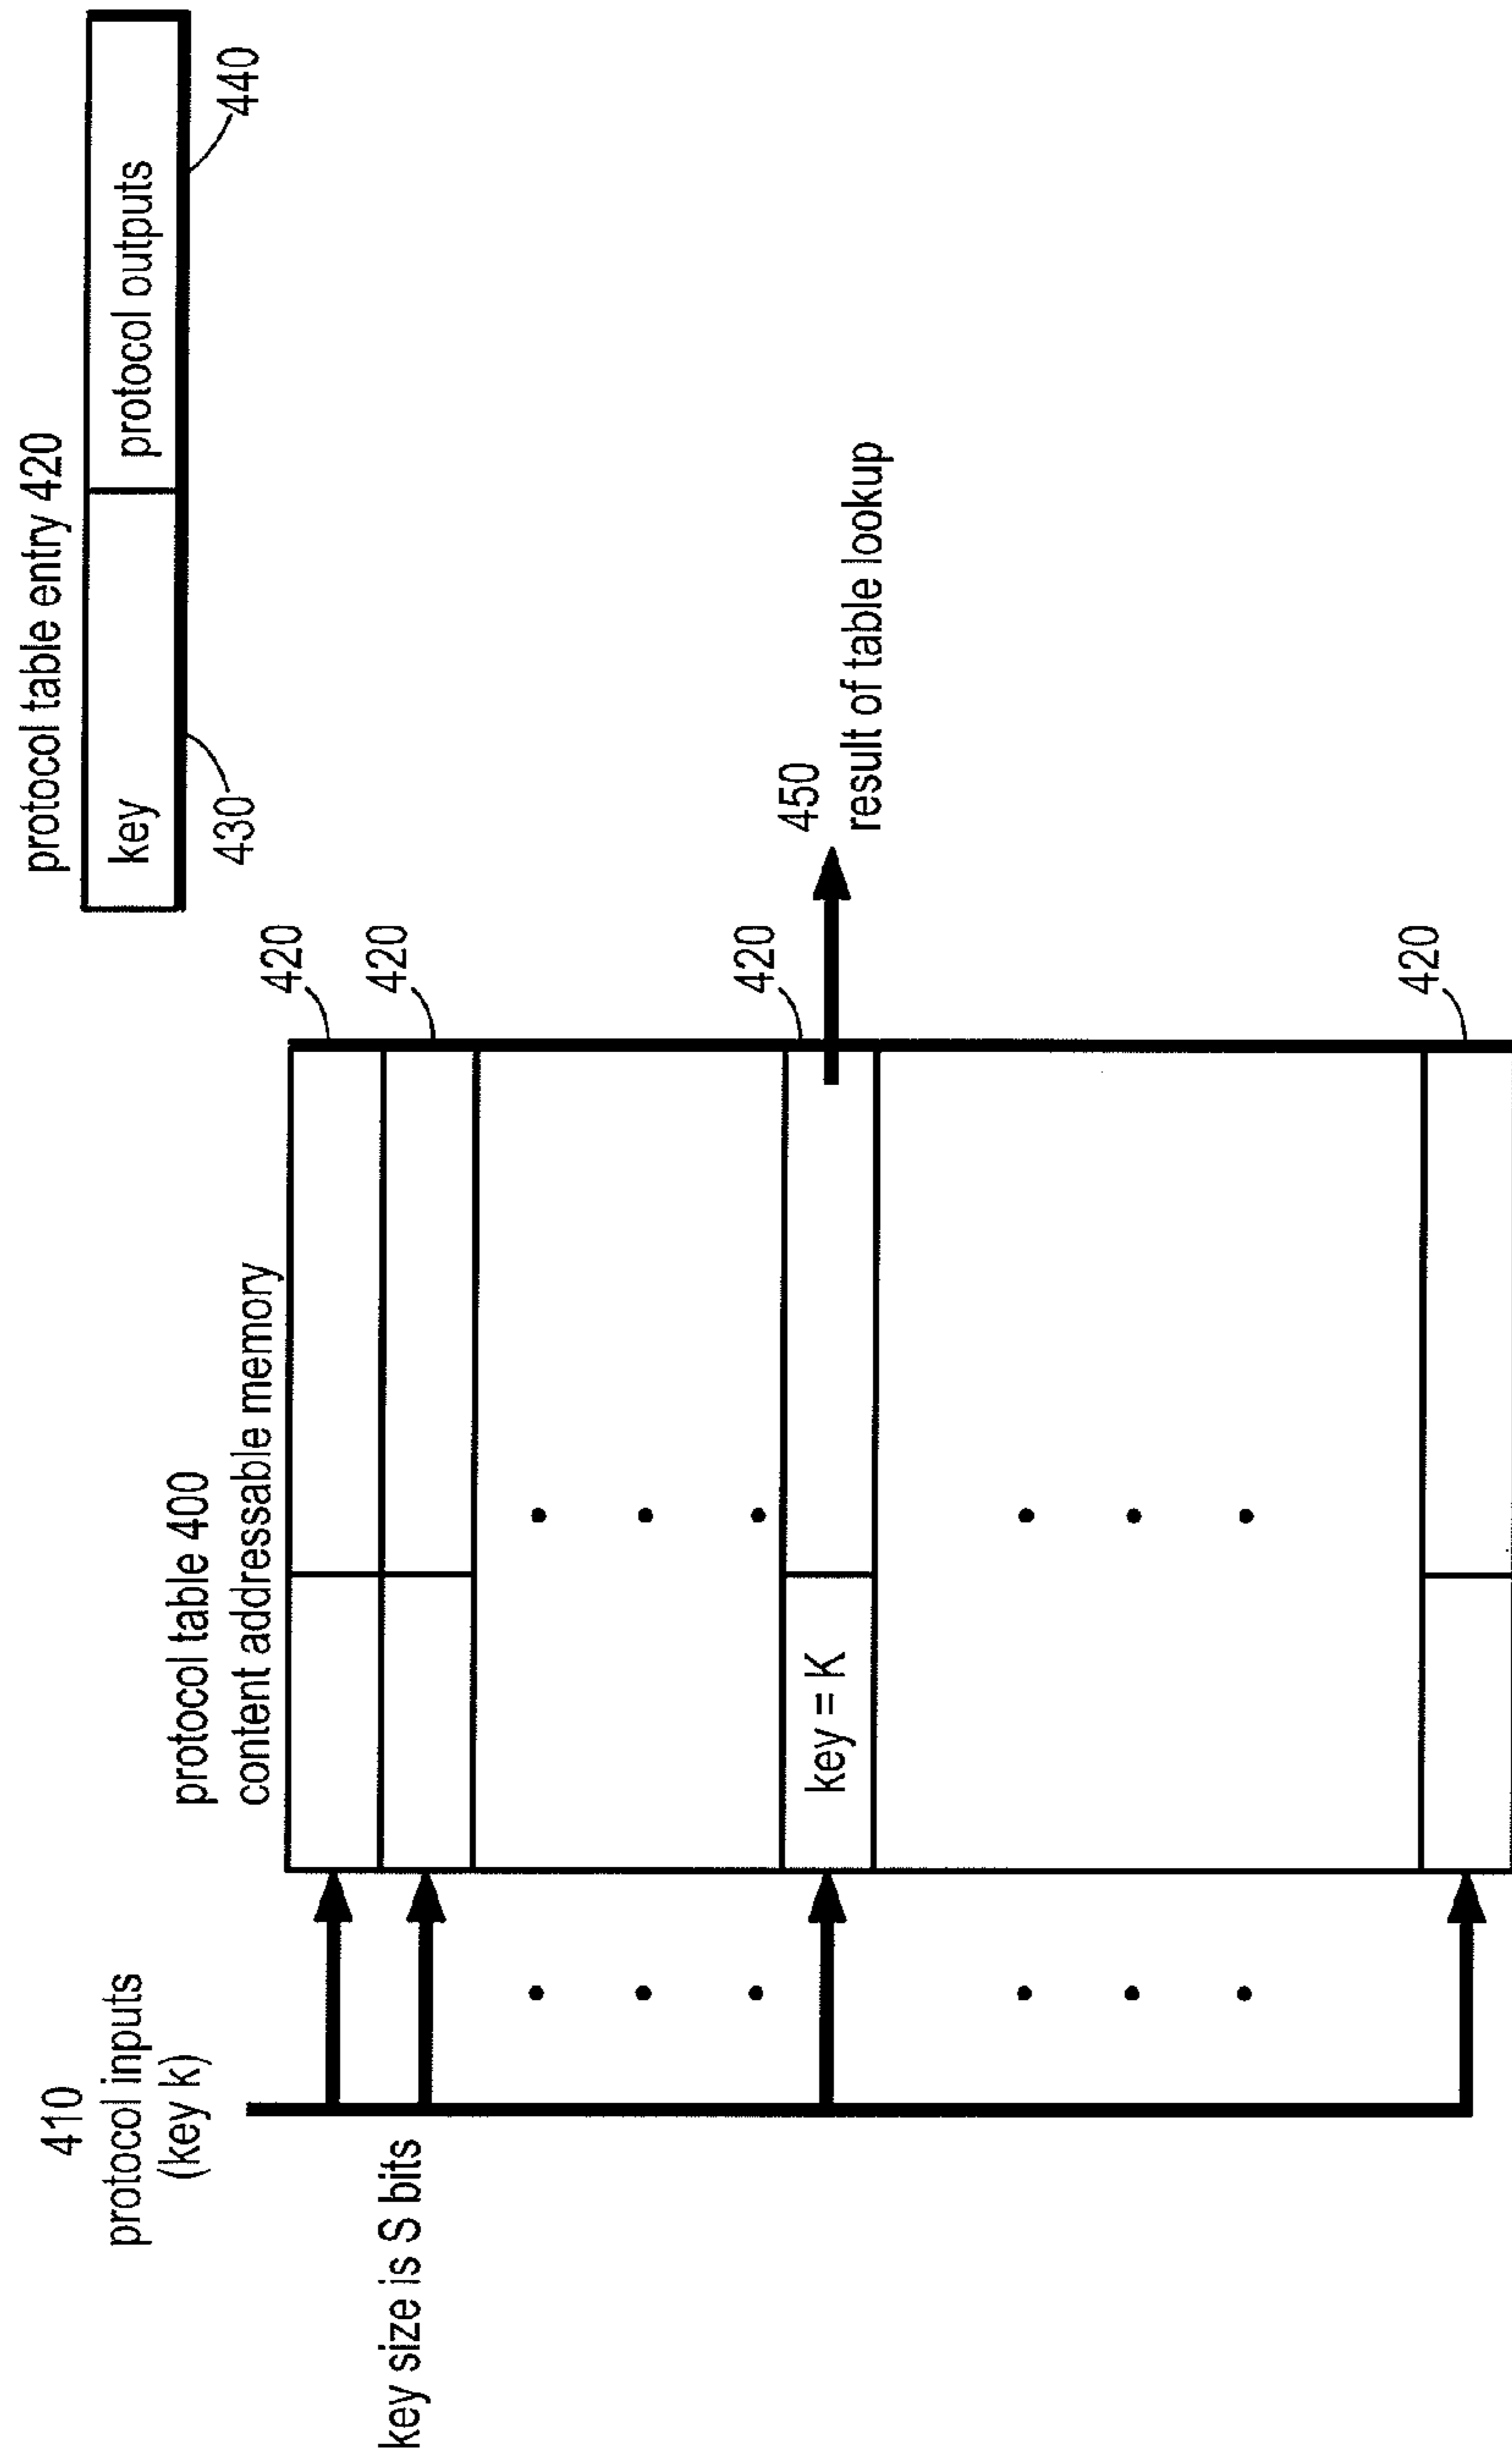 410
protocol inputs
(key k)
key size is S bits
protocol table 400
content addressable memory
420
420
key = K
420
450
result of table lookup
420
protocol table entry 420
key
protocol outputs
430
440